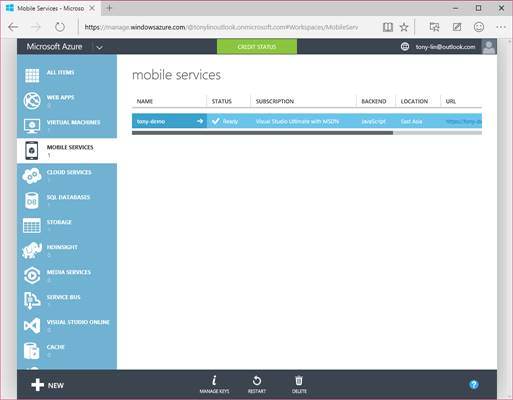 Mobile Services - Microso
https://manage.windowsazure.com/@tonylinoutlook.onmicrosoft.com#Workspaces/MobileServ
Microsoft Azure
CREDIT STATUS
tony-lin@outlook.com
ALL ITEMS
WEB APPS
0
VIRTUAL MACHINES
1
MOBILE SERVICES
1
CLOUD SERVICES
1
SQL DATABASES
1
STORAGE
1
HDINSIGHT
0
MEDIA SERVICES
0
SERVICE BUS
1
VISUAL STUDIO ONLINE
0
CACHE
0
mobile services
NAME STATUS SUBSCRIPTION BACKEND LOCATION URL
tony-demo Ready Visual Studio Ultimate with MSDN JavaScript East Asia https://tony-d
NEW
MANAGE KEYS
RESTART
DELETE
?